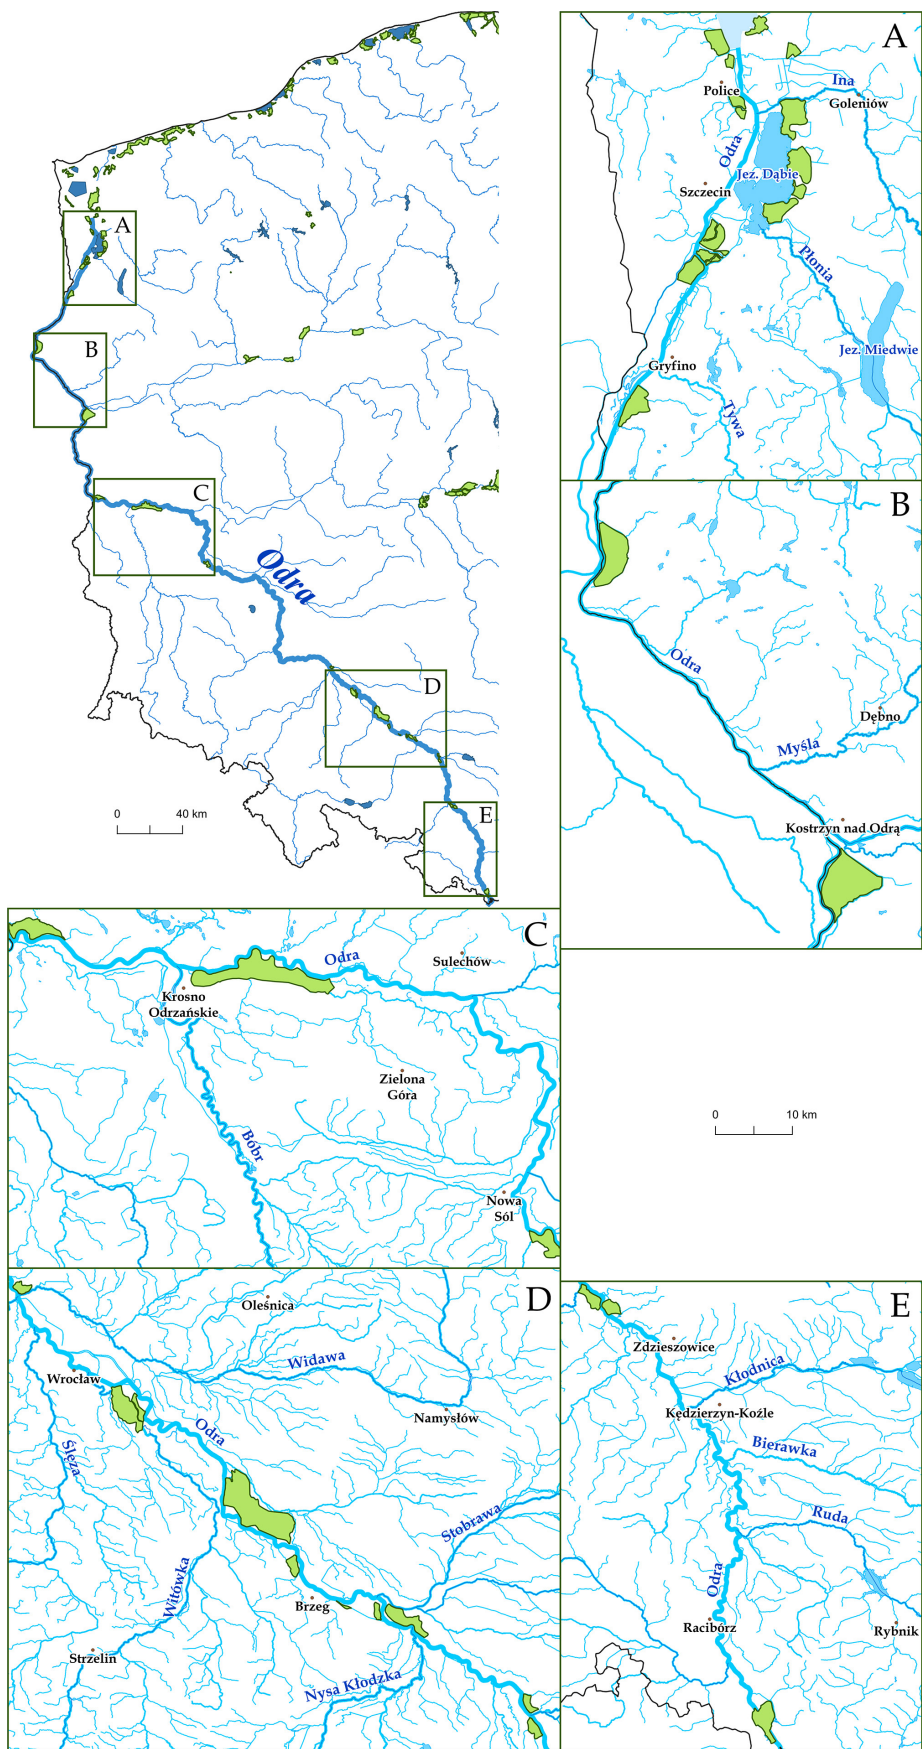 A
B
C
Odra
D
E
0 40 km
A
Police
Ina
Goleniów
Odra
Jez. Dąbie
Szczecin
Płonia
Jez. Miedwie
Gryfino
Tywa
B
Odra
Dębno
Myśla
Kostrzyn nad Odrą
C
Odra
Sulechów
Krosno
Odrzańskie
Zielona
Góra
Bóbr
Nowa
Sól
0 10 km
D
Oleśnica
Widawa
Wrocław
Namysłów
Odra
Ślęza
Stobrawa
Witówka
Brzeg
Strzelin
Nysa Kłodzka
E
Zdzieszowice
Kłodnica
Kędzierzyn-Koźle
Bierawka
Ruda
Odra
Racibórz
Rybnik